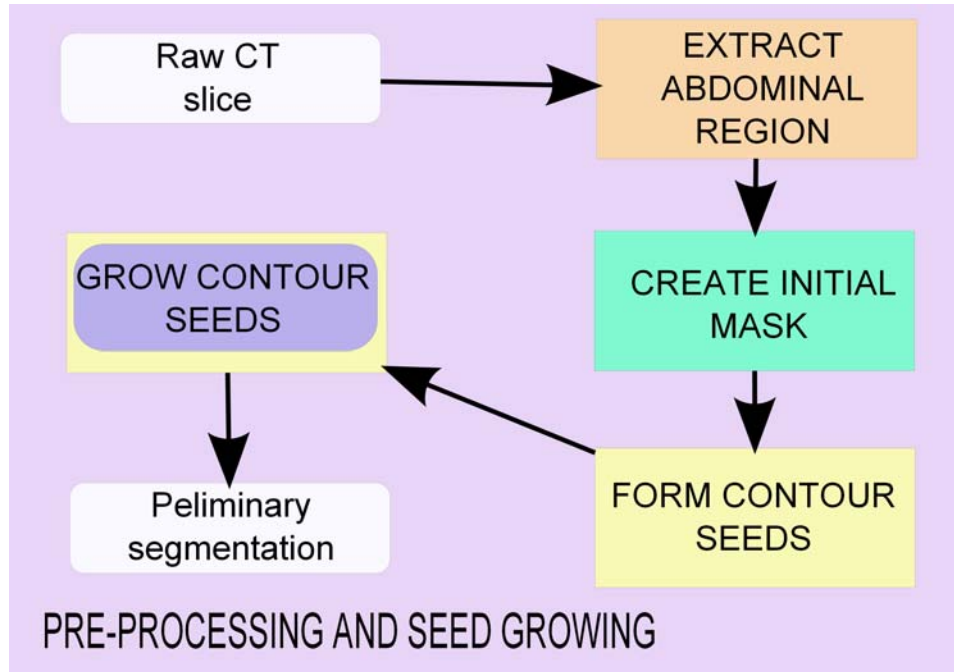 Raw CT
slice
EXTRACT
ABDOMINAL
REGION
CREATE INITIAL
MASK
FORM CONTOUR
SEEDS
GROW CONTOUR
SEEDS
Peliminary
segmentation
PRE-PROCESSING AND SEED GROWING